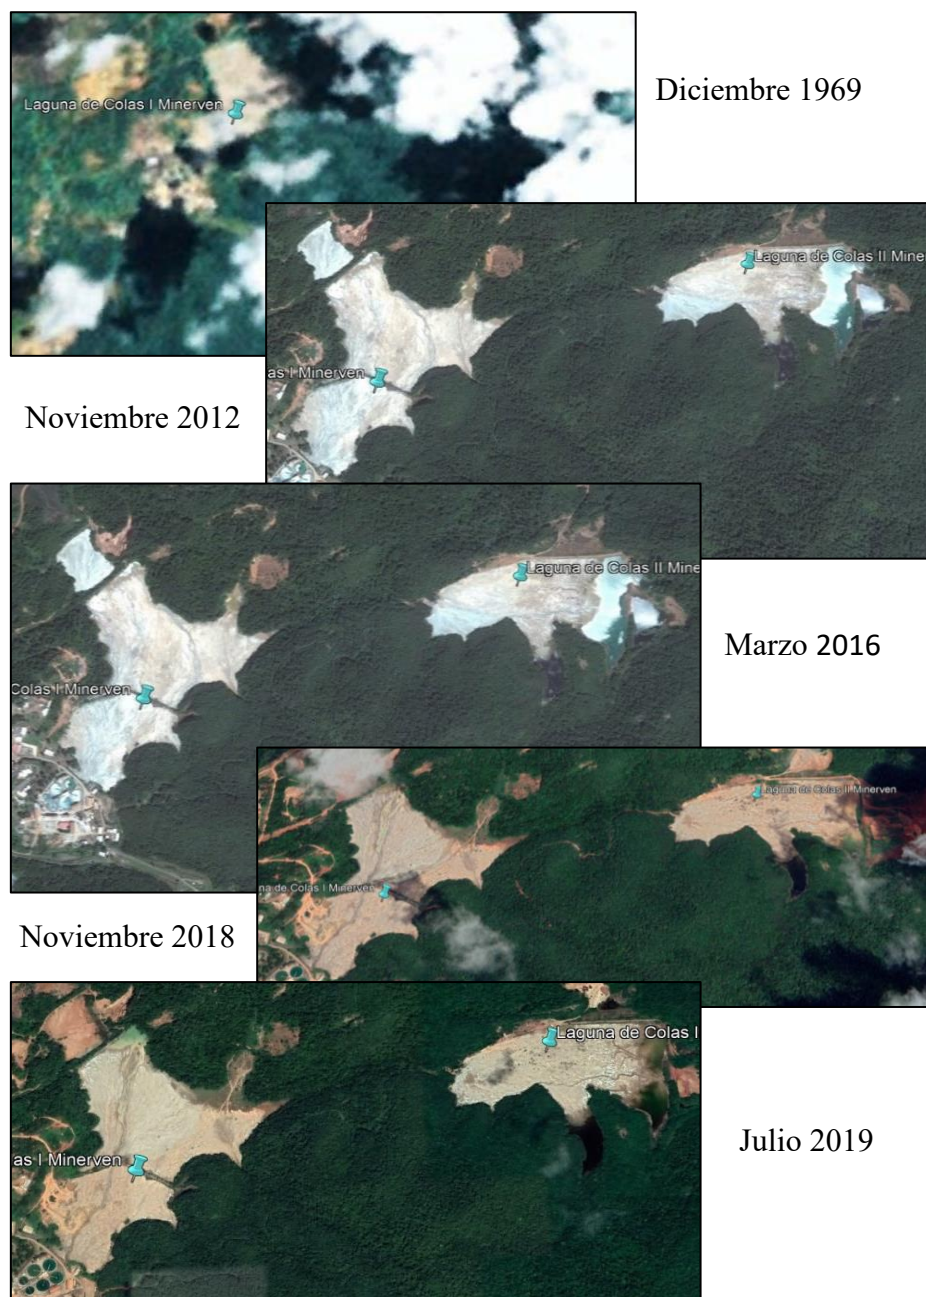 Diciembre 1969
Laguna de Colas I Minerven
Laguna de Colas II Mine
as I Minerven
Noviembre 2012
Laguna de Colas II Mine
Colas I Minerven
Marzo 2016
Laguna de Colas II Minerven
na de Colas I Minerven
Noviembre 2018
Laguna de Colas I
as I Minerven
Julio 2019